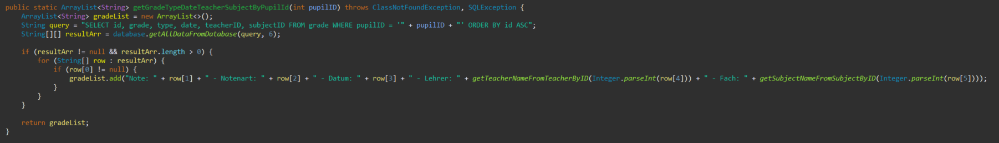 public static ArrayList<String> getGradeTypeDateTeacherSubjectByPupilId(int pupilID) throws ClassNotFoundException, SQLException {
    ArrayList<String> gradeList = new ArrayList<>();
    String query = "SELECT id, grade, type, date, teacherID, subjectID FROM grade WHERE pupilID = '" + pupilID + "' ORDER BY id ASC";
    String[][] resultArr = database.getAllDataFromDatabase(query, 6);

    if (resultArr != null && resultArr.length > 0) {
        for (String[] row : resultArr) {
            if (row[0] != null) {
                gradeList.add("Note: " + row[1] + " - Notenart: " + row[2] + " - Datum: " + row[3] + " - Lehrer: " + getTeacherNameFromTeacherByID(Integer.parseInt(row[4])) + " - Fach: " + getSubjectNameFromSubjectByID(Integer.parseInt(row[5])));
            }
        }
    }

    return gradeList;
}